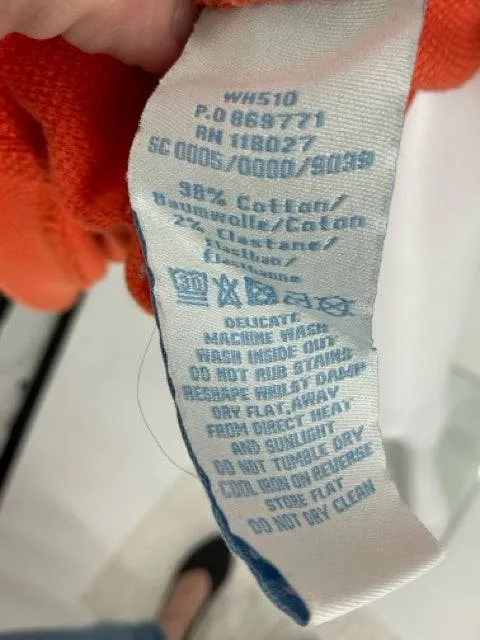 WH510
P.O 869771
RN 118027
SC 0005/0000/9039
98% Cotton/
Baumwolle/Coton
2% Elastane/
Elasthan/
Élasthanne
30
DELICATE
MACHINE WASH
WASH INSIDE OUT
DO NOT RUB STAINS
RESHAPE WHILST DAMP
DRY FLAT,AWAY
FROM DIRECT HEAT
AND SUNLIGHT
DO NOT TUMBLE DRY
COOL IRON ON REVERSE
STORE FLAT
DO NOT DRY CLEAN